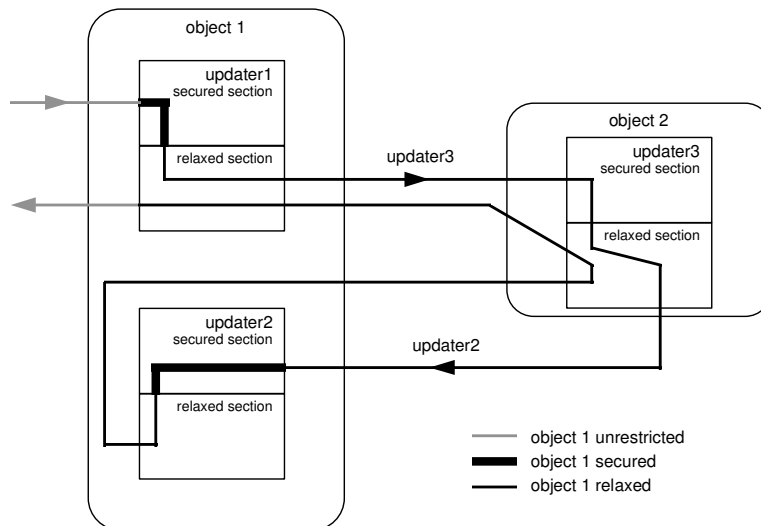 object 1
updater1
secured section
relaxed section
updater3
object 2
updater3
secured section
relaxed section
updater2
secured section
relaxed section
updater2
object 1 unrestricted
object 1 secured
object 1 relaxed